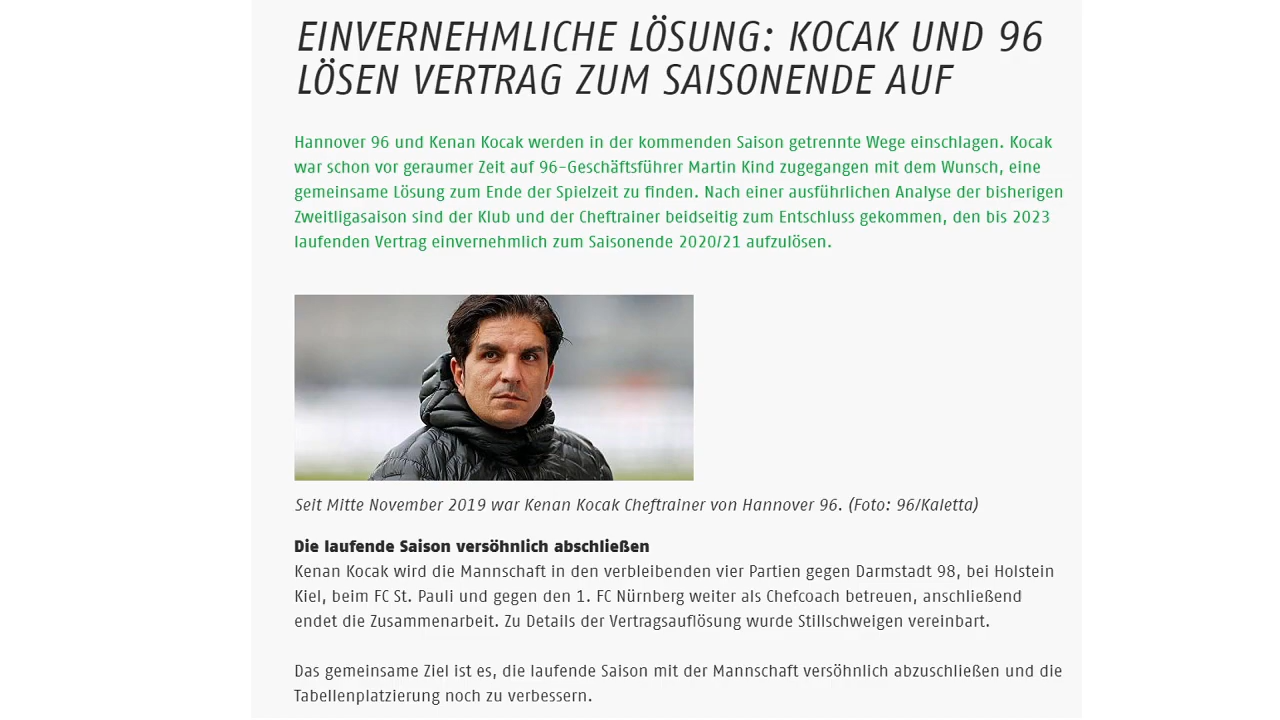 EINVERNEHMLICHE LÖSUNG: KOCAK UND 96
LÖSEN VERTRAG ZUM SAISONENDE AUF
Hannover 96 und Kenan Kocak werden in der kommenden Saison getrennte Wege einschlagen. Kocak
war schon vor geraumer Zeit auf 96-Geschäftsführer Martin Kind zugegangen mit dem Wunsch, eine
gemeinsame Lösung zum Ende der Spielzeit zu finden. Nach einer ausführlichen Analyse der bisherigen
Zweitligasaison sind der Klub und der Cheftrainer beidseitig zum Entschluss gekommen, den bis 2023
laufenden Vertrag einvernehmlich zum Saisonende 2020/21 aufzulösen.
Seit Mitte November 2019 war Kenan Kocak Cheftrainer von Hannover 96. (Foto: 96/Kaletta)
Die laufende Saison versöhnlich abschließen
Kenan Kocak wird die Mannschaft in den verbleibenden vier Partien gegen Darmstadt 98, bei Holstein
Kiel, beim FC St. Pauli und gegen den 1. FC Nürnberg weiter als Chefcoach betreuen, anschließend
endet die Zusammenarbeit. Zu Details der Vertragsauflösung wurde Stillschweigen vereinbart.
Das gemeinsame Ziel ist es, die laufende Saison mit der Mannschaft versöhnlich abzuschließen und die
Tabellenplatzierung noch zu verbessern.